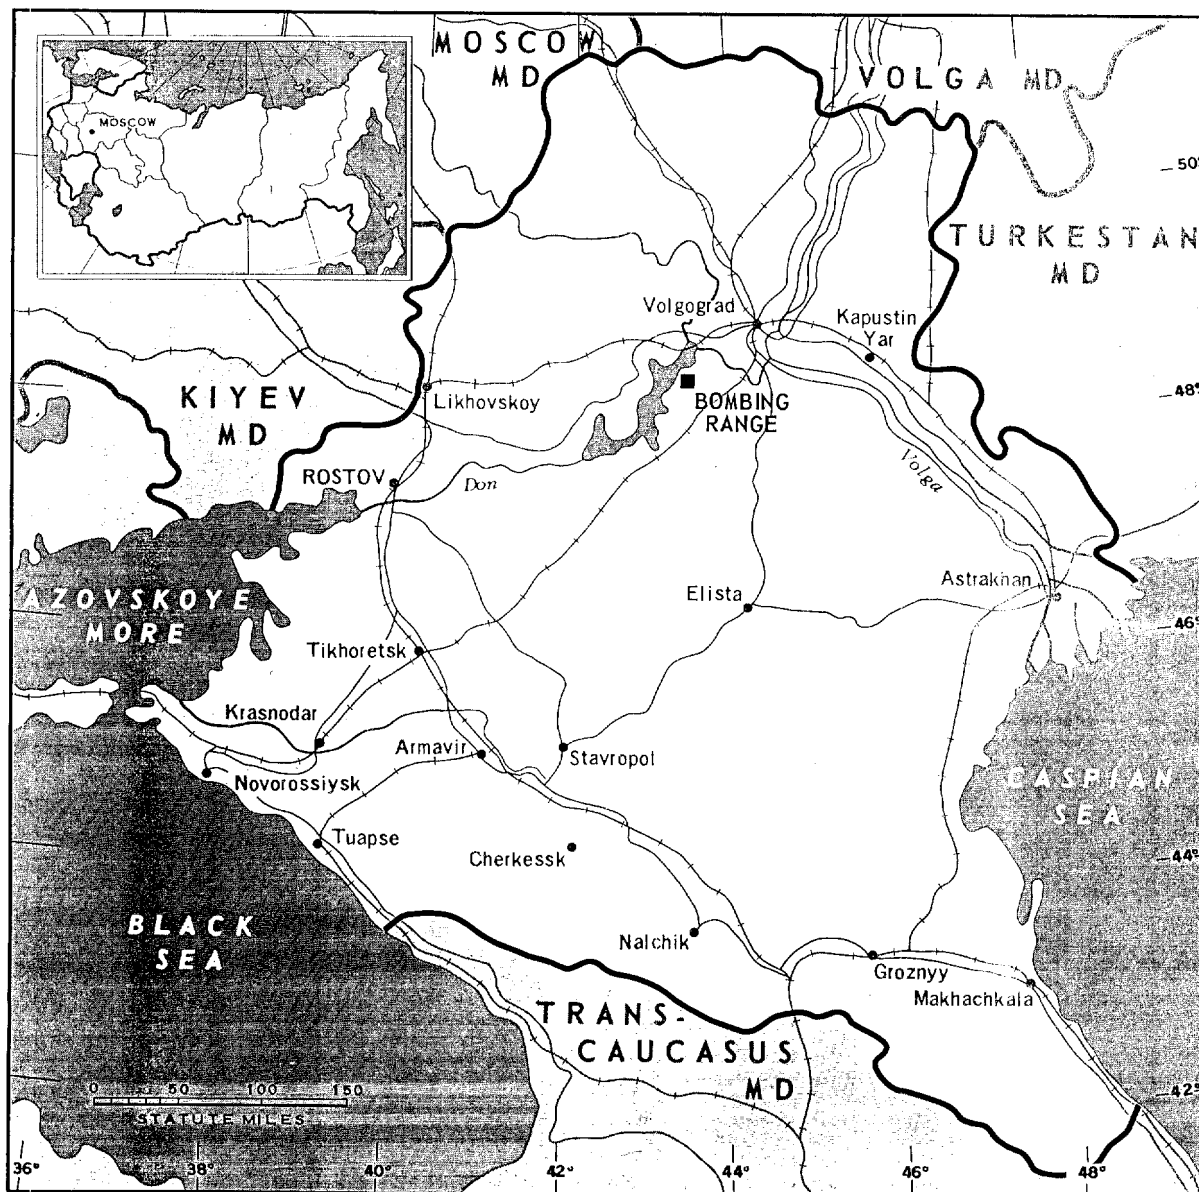 MOSCOW
MD
VOLGA MD
MOSCOW
50°
TURKESTAN
MD
Volgograd
Kapustin
Yar
KIYEV
MD
Likhovskoy
BOMBING
RANGE
48°
ROSTOV
Don
Volga
AZOVSKOYE
MORE
Astrakhan
Elista
46°
Tikhoretsk
Krasnodar
Armavir
Stavropol
Novorossiysk
CASPIAN
SEA
Tuapse
Cherkessk
44°
BLACK
SEA
Nalchik
Groznyy
Makhachkala
TRANS-
CAUCASUS
MD
0 50 100 150
STATUTE MILES
42°
36° 38° 40° 42° 44° 46° 48°